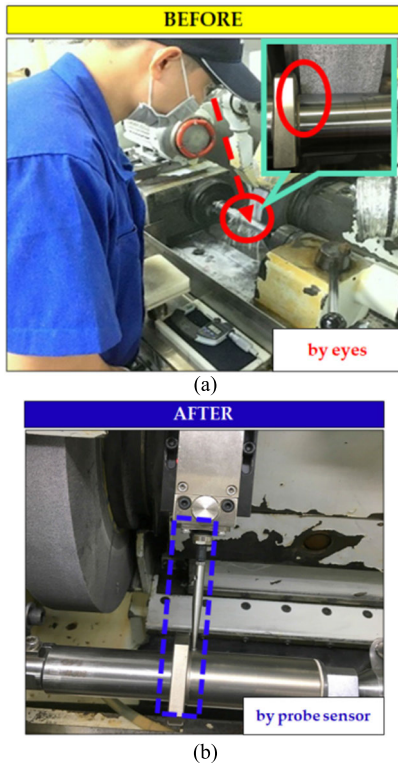 BEFORE
by eyes
(a)
AFTER
by probe sensor
(b)